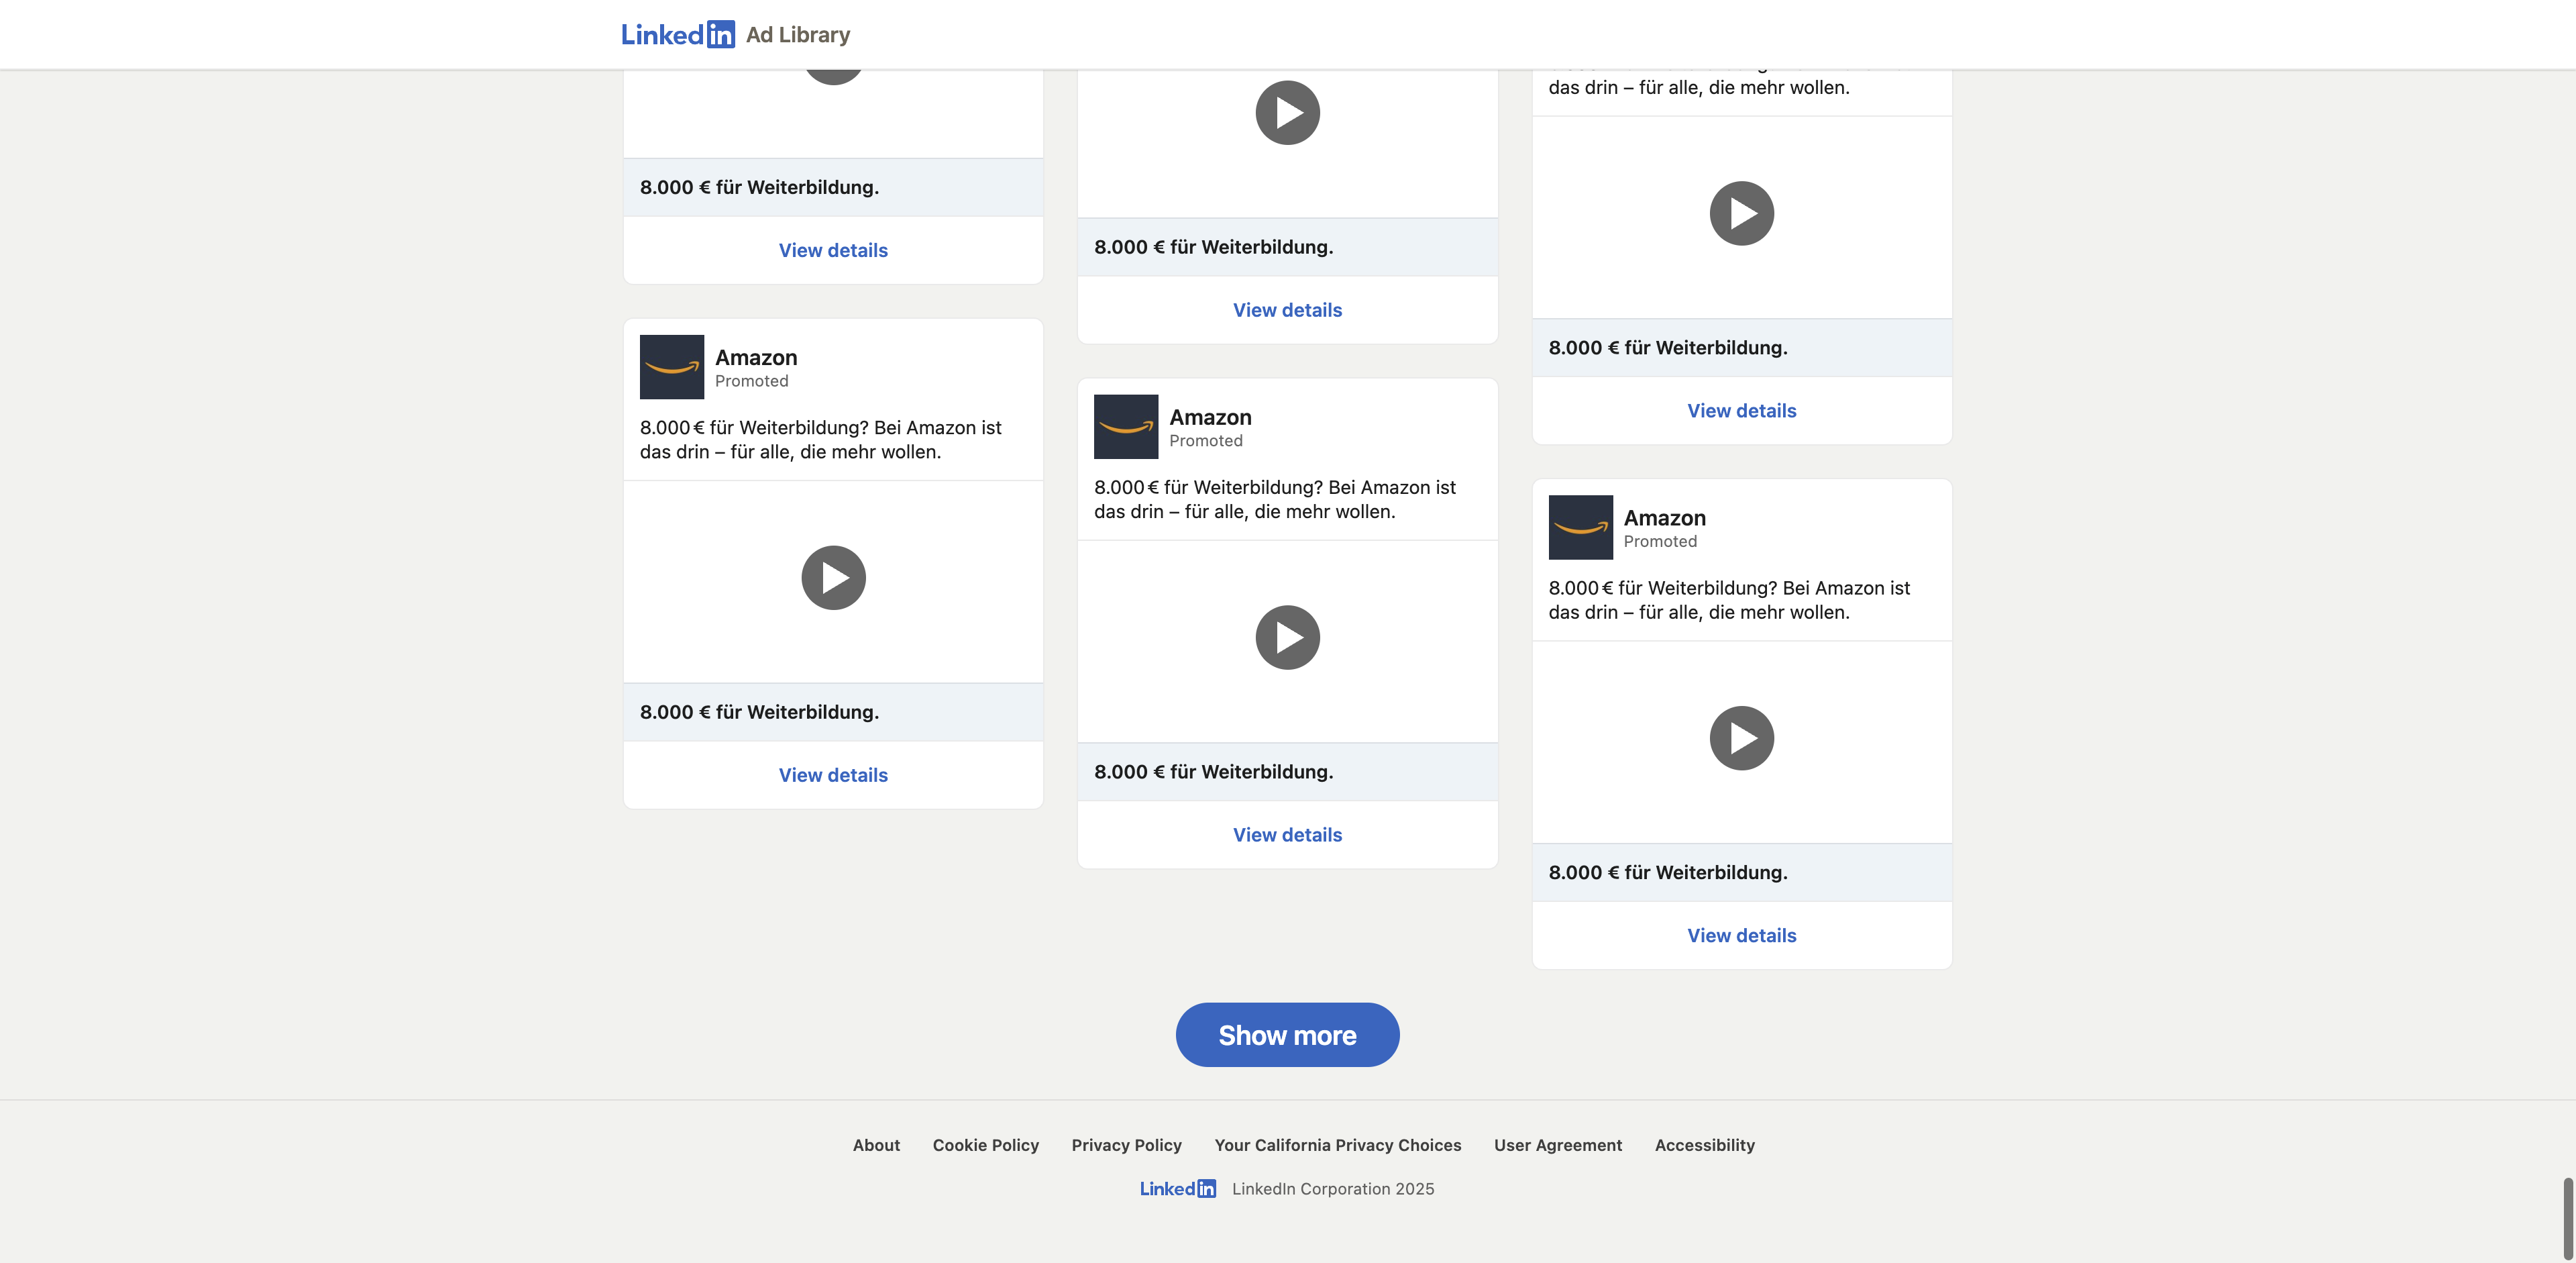 LinkedIn Ad Library
8.000 € für Weiterbildung.
View details
Amazon
Promoted
8.000 € für Weiterbildung? Bei Amazon ist
das drin – für alle, die mehr wollen.
8.000 € für Weiterbildung.
View details
8.000 € für Weiterbildung.
View details
Amazon
Promoted
8.000 € für Weiterbildung? Bei Amazon ist
das drin – für alle, die mehr wollen.
8.000 € für Weiterbildung.
View details
das drin – für alle, die mehr wollen.
8.000 € für Weiterbildung.
View details
Amazon
Promoted
8.000 € für Weiterbildung? Bei Amazon ist
das drin – für alle, die mehr wollen.
8.000 € für Weiterbildung.
View details
Show more
About Cookie Policy Privacy Policy Your California Privacy Choices User Agreement Accessibility
LinkedIn LinkedIn Corporation 2025